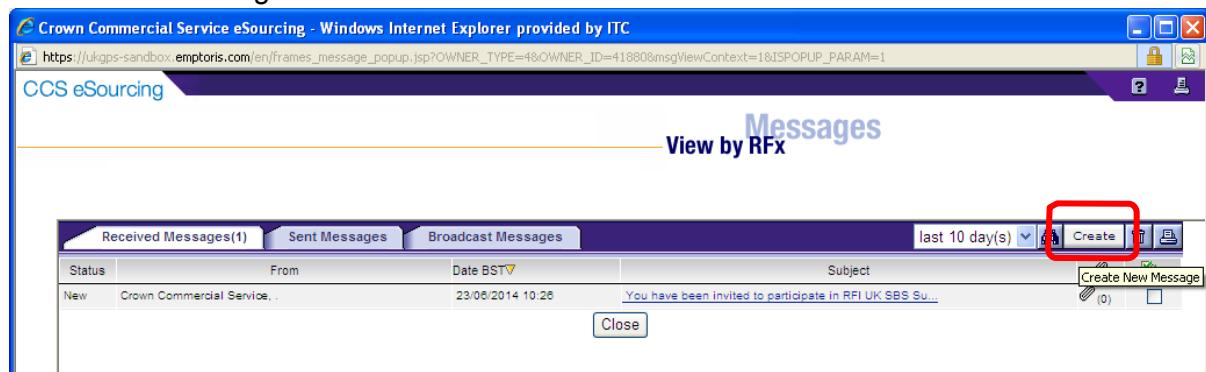 Crown Commercial Service eSourcing - Windows Internet Explorer provided by ITC
https://ukgps-sandbox.emptoris.com/en/frames_message_popup.jsp?OWNER_TYPE=4&OWNER_ID=41880&msgViewContext=1&ISPOPUP_PARAM=1
CCS eSourcing
Messages
View by RFx
Received Messages(1) Sent Messages Broadcast Messages last 10 day(s) Create
Status From Date BST Subject
Create New Message
New Crown Commercial Service, . 23/06/2014 10:26 You have been invited to participate in RFI UK SBS Su... (0)
Close